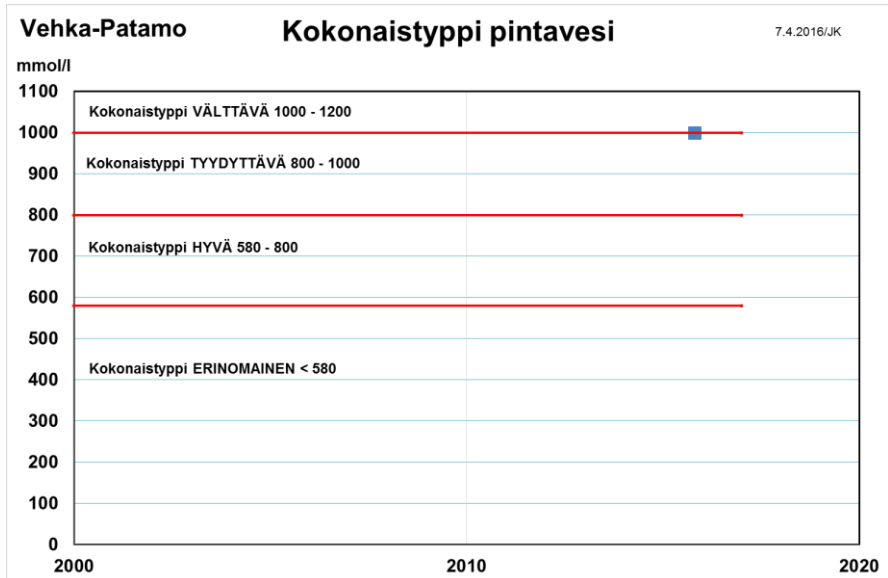 Vehka-Patamo Kokonaistyppi pintavesi 7.4.2016/JK
mmol/l
1100
Kokonaistyppi VÄLTTÄVÄ 1000 - 1200
1000
Kokonaistyppi TYYDYTTÄVÄ 800 - 1000
900
800
Kokonaistyppi HYVÄ 580 - 800
700
600
500
Kokonaistyppi ERINOMAINEN < 580
400
300
200
100
0
2000 2010 2020